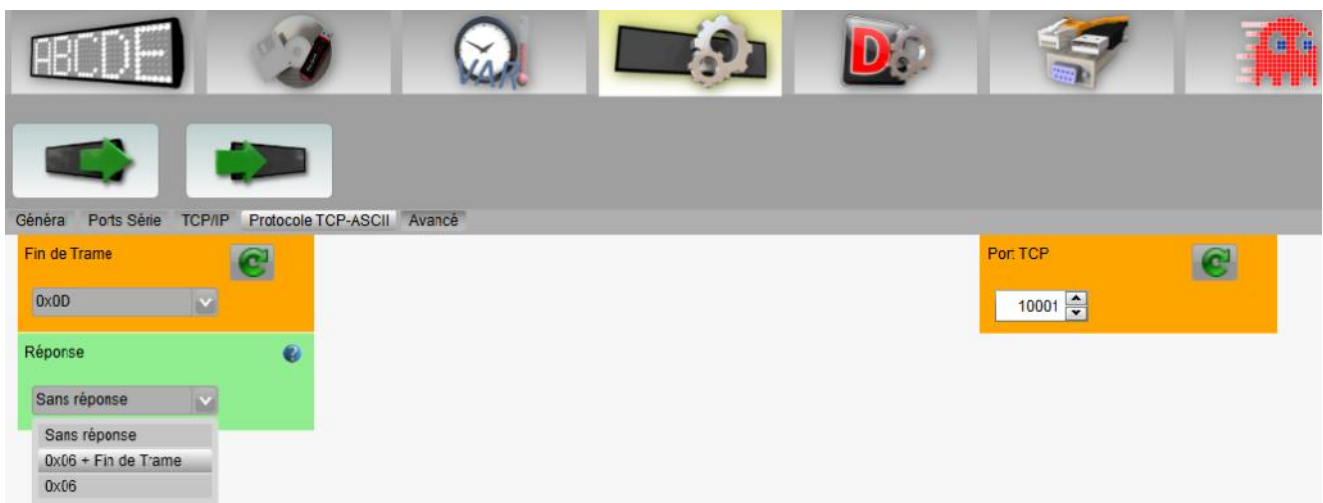 ABCDE
VAR
D
Généra Ports Série TCP/IP Protocole TCP-ASCII Avancé
Fin de Trame
0x0D
Port TCP
10001
Réponse
Sans réponse
Sans réponse
0x06 + Fin de Trame
0x06